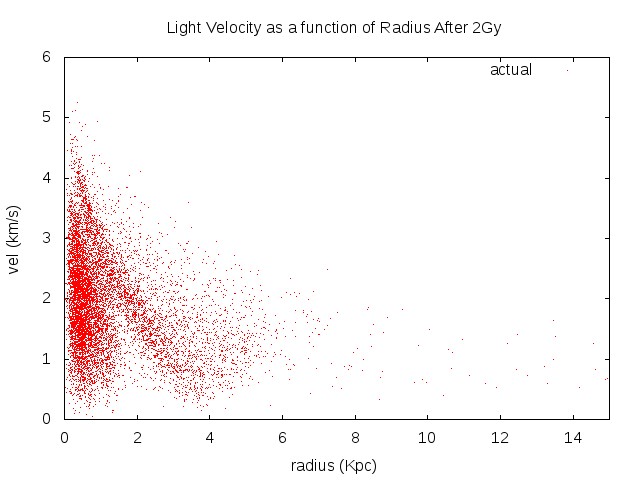 Light Velocity as a function of Radius After 2Gy
actual
vel (km/s)
6
5
4
3
2
1
0
0 2 4 6 8 10 12 14
radius (Kpc)